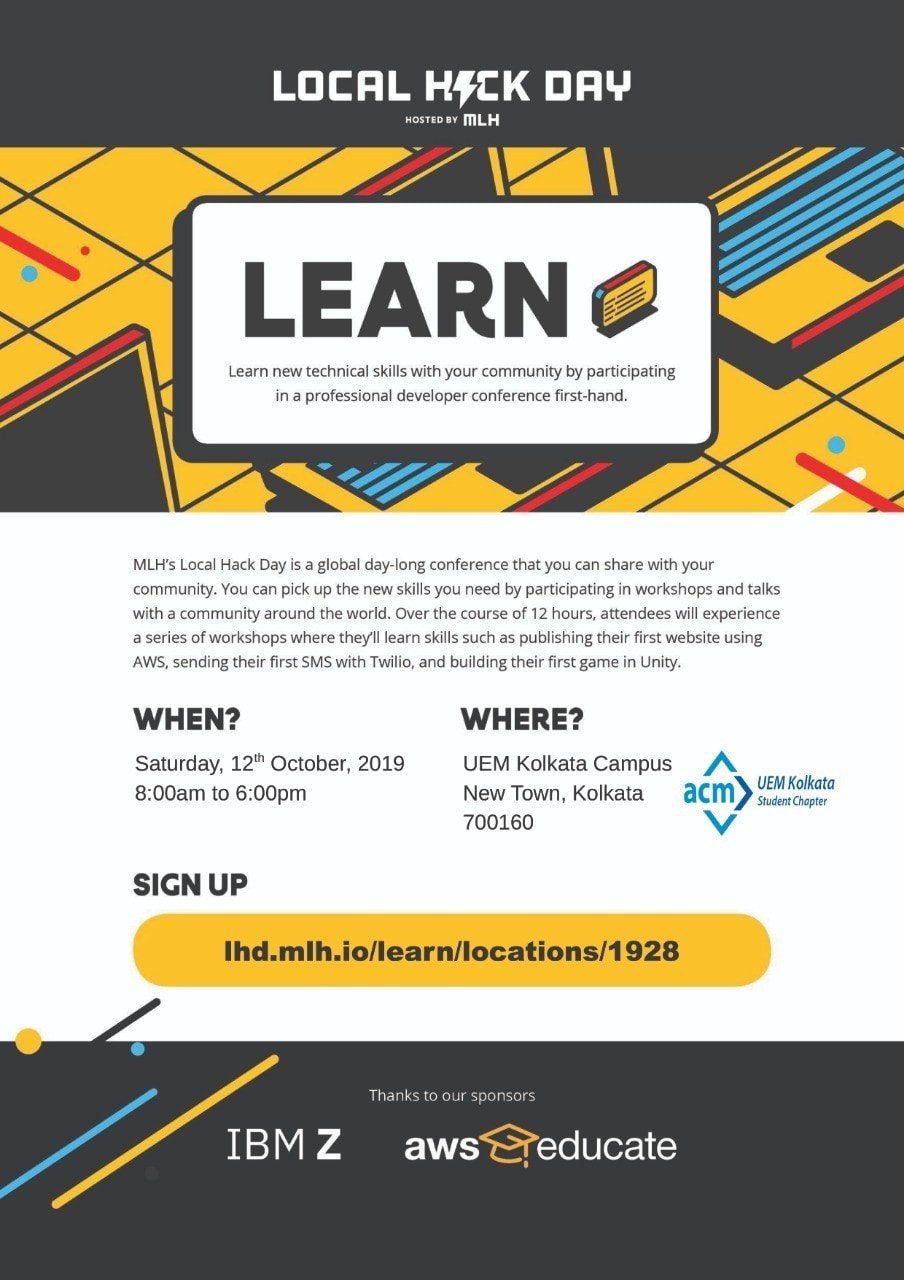 LOCAL HACK DAY
HOSTED BY MLH
LEARN
Learn new technical skills with your community by participating
in a professional developer conference first-hand.
MLH’s Local Hack Day is a global day-long conference that you can share with your
community. You can pick up the new skills you need by participating in workshops and talks
with a community around the world. Over the course of 12 hours, attendees will experience
a series of workshops where they’ll learn skills such as publishing their first website using
AWS, sending their first SMS with Twilio, and building their first game in Unity.
WHEN?
Saturday, 12th October, 2019
8:00am to 6:00pm
WHERE?
UEM Kolkata Campus
New Town, Kolkata
700160
acm
UEM Kolkata
Student Chapter
SIGN UP
lhd.mlh.io/learn/locations/1928
Thanks to our sponsors
IBM Z
aws educate